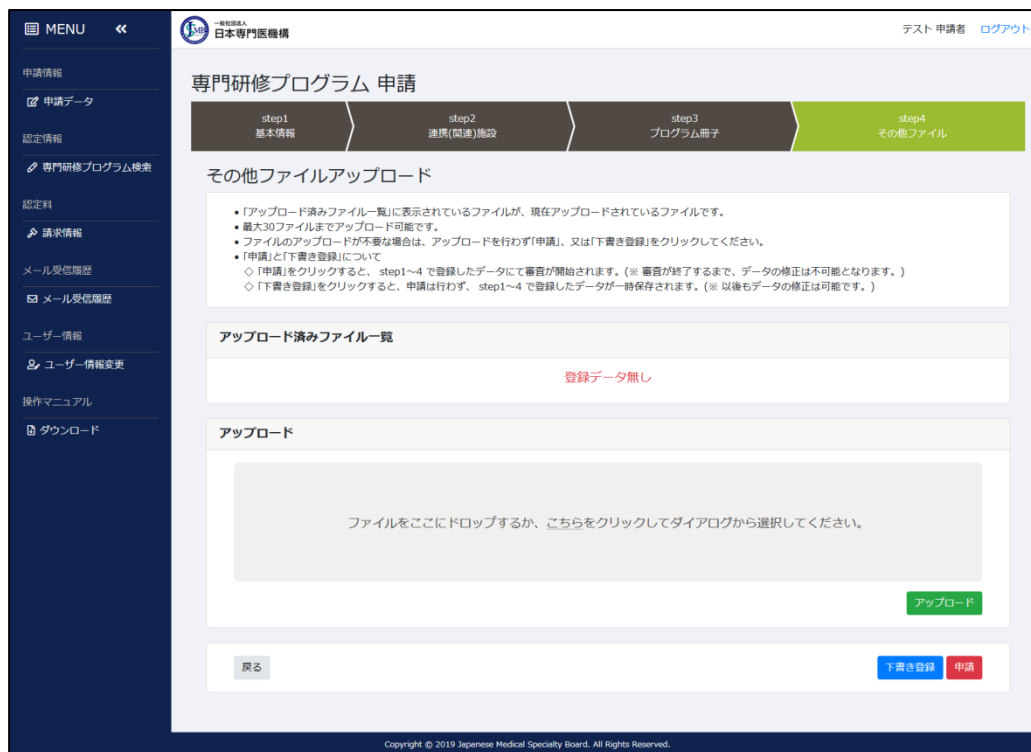 MENU
一般社団法人
日本専門医機構
テスト 申請者 ログアウト
申請情報
申請データ
認定情報
専門研修プログラム検索
認定料
請求情報
メール受信履歴
メール受信履歴
ユーザー情報
ユーザー情報変更
操作マニュアル
ダウンロード
専門研修プログラム 申請
step1
基本情報
step2
連携(関連)施設
step3
プログラム冊子
step4
その他ファイル
その他ファイルアップロード
• 「アップロード済みファイル一覧」に表示されているファイルが、現在アップロードされているファイルです。
• 最大30ファイルまでアップロード可能です。
• ファイルのアップロードが不要な場合は、アップロードを行わず「申請」、又は「下書き登録」をクリックしてください。
• 「申請」と「下書き登録」について
◇「申請」をクリックすると、 step1~4 で登録したデータにて審査が開始されます。(※ 審査が終了するまで、データの修正は不可能となります。)
◇「下書き登録」をクリックすると、申請は行わず、 step1~4 で登録したデータが一時保存されます。(※ 以後もデータの修正は可能です。)
アップロード済みファイル一覧
登録データ無し
アップロード
ファイルをここにドロップするか、こちらをクリックしてダイアログから選択してください。
アップロード
戻る
下書き登録 申請
Copyright © 2019 Japanese Medical Specialty Board. All Rights Reserved.